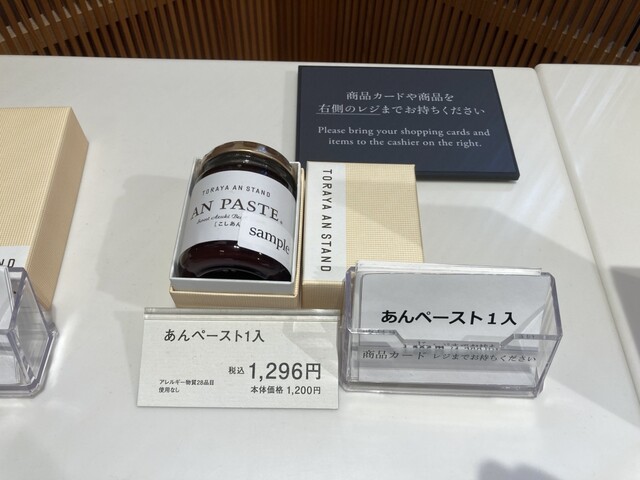 商品カードや商品を
右側のレジまでお持ちください
Please bring your shopping cards and
items to the cashier on the right.
TORAYA AN STAND
AN PASTE
[こしあん
sample
TORAYA AN STAND
あんペースト1入
税込 1,296円
アレルギー物質28品目
使用なし
本体価格 1,200円
あんペースト1入
商品カード レジまでお持ちください